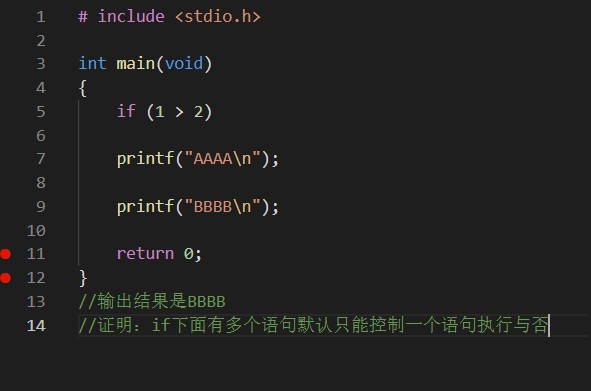 1 # include <stdio.h>
2
3 int main(void)
4 {
5 if (1 > 2)
6
7 printf("AAAA\n");
8
9 printf("BBBB\n");
10
11 return 0;
12 }
13 //输出结果是BBBB
14 //证明：if下面有多个语句默认只能控制一个语句执行与否